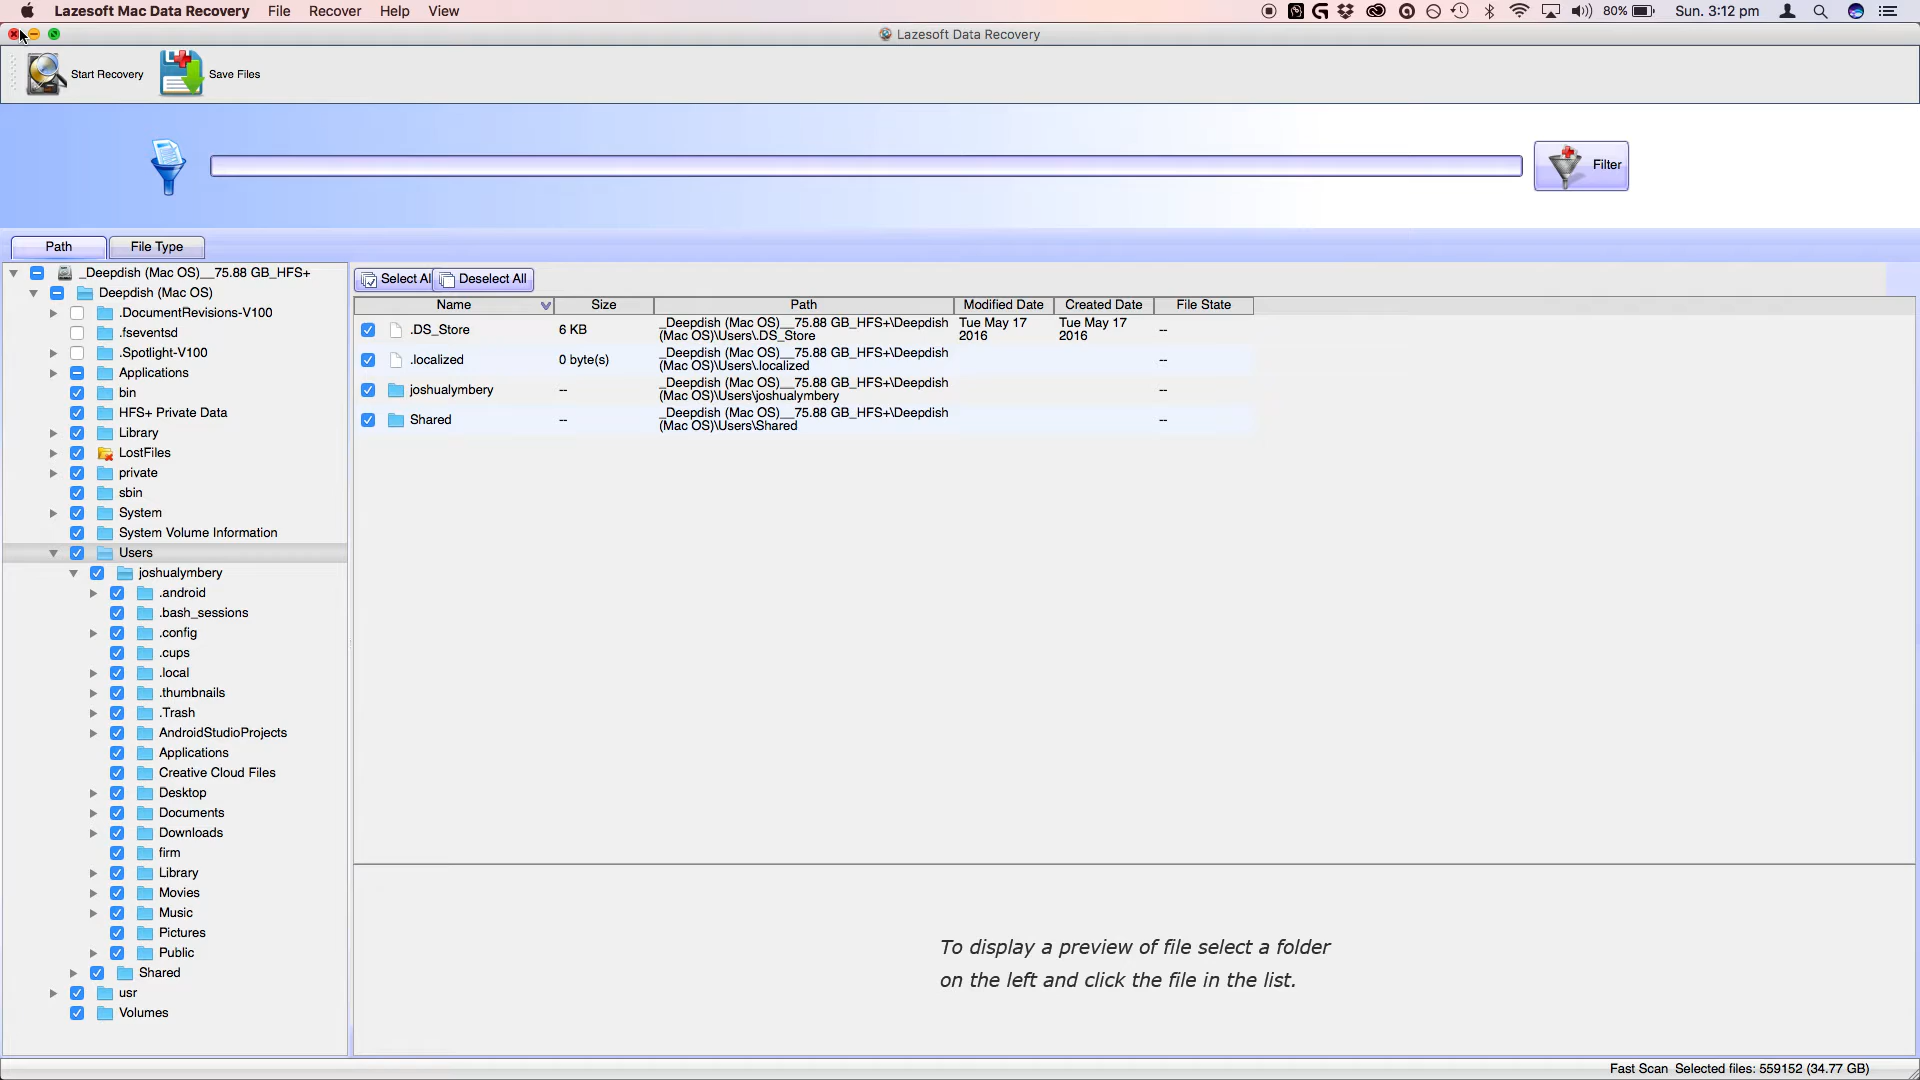 Lazesoft Mac Data Recovery File Recover Help View 80% Sun. 3:12 pm
Lazesoft Data Recovery
Start Recovery Save Files
Filter
Path File Type
_Deepdish (Mac OS)__75.88 GB_HFS+
Deepdish (Mac OS)
.DocumentRevisions-V100
.fseventsd
.Spotlight-V100
Applications
bin
HFS+ Private Data
Library
LostFiles
private
sbin
System
System Volume Information
Users
joshualymbery
.android
.bash_sessions
.config
.cups
.local
.thumbnails
.Trash
AndroidStudioProjects
Applications
Creative Cloud Files
Desktop
Documents
Downloads
firm
Library
Movies
Music
Pictures
Public
Shared
usr
Volumes
Select Al Deselect All
Name Size Path Modified Date Created Date File State
.DS_Store 6 KB _Deepdish (Mac OS)__75.88 GB_HFS+\Deepdish Tue May 17 Tue May 17 --
(Mac OS)\Users\.DS_Store 2016 2016
.localized 0 byte(s) _Deepdish (Mac OS)__75.88 GB_HFS+\Deepdish --
(Mac OS)\Users\.localized
joshualymbery -- _Deepdish (Mac OS)__75.88 GB_HFS+\Deepdish --
(Mac OS)\Users\joshualymbery
Shared -- _Deepdish (Mac OS)__75.88 GB_HFS+\Deepdish --
(Mac OS)\Users\Shared
To display a preview of file select a folder
on the left and click the file in the list.
Fast Scan Selected files: 559152 (34.77 GB)